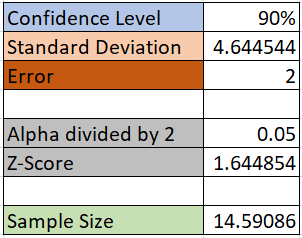 Confidence Level 90%
Standard Deviation 4.644544
Error 2
Alpha divided by 2 0.05
Z-Score 1.644854
Sample Size 14.59086